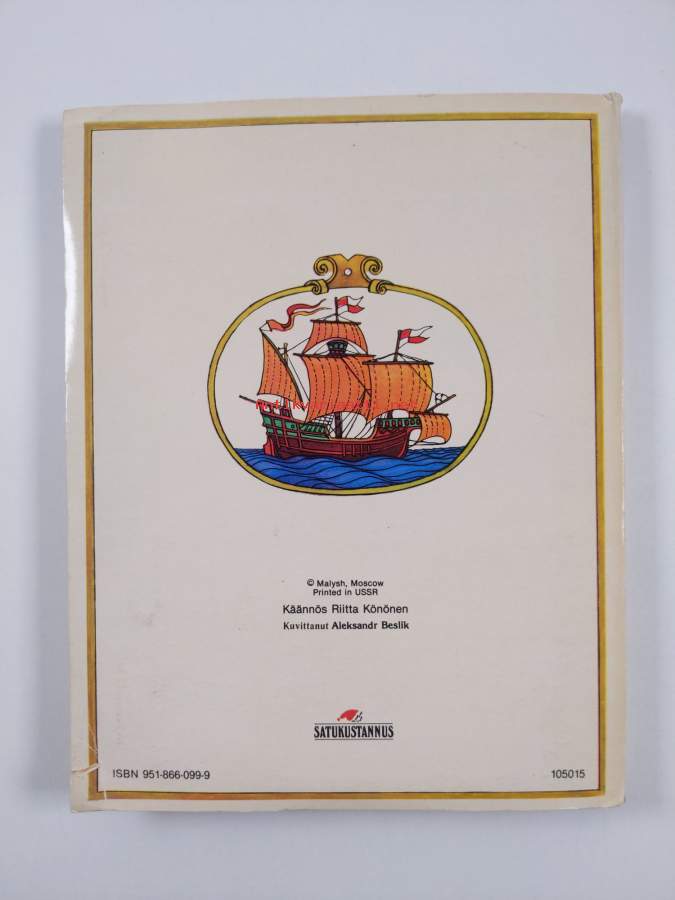 © Malysh, Moscow
Printed in USSR
Käännös Riitta Könönen
Kuvittanut Aleksandr Beslik
SATUKUSTANNUS
ISBN 951-866-099-9
105015